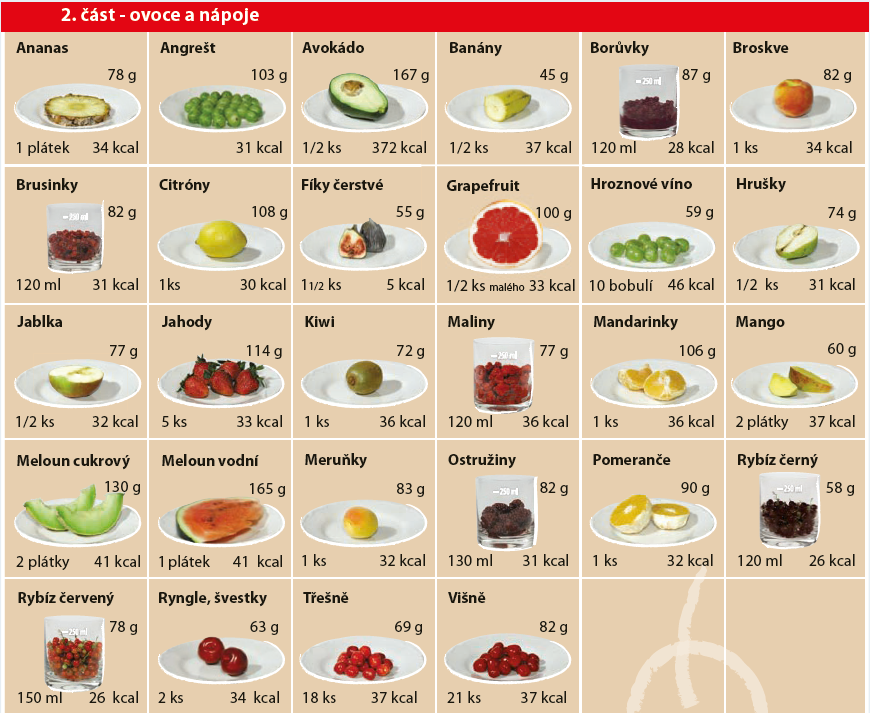 2. část - ovoce a nápoje
Ananas
78 g
1 plátek 34 kcal
Angrešt
103 g
31 kcal
Avokádo
167 g
1/2 ks 372 kcal
Banány
45 g
1/2 ks 37 kcal
Borůvky
250 ml
87 g
120 ml 28 kcal
Broskve
82 g
1 ks 34 kcal
Brusinky
250 ml
82 g
120 ml 31 kcal
Citróny
108 g
1ks 30 kcal
Fíky čerstvé
55 g
1 1/2 ks 5 kcal
Grapefruit
100 g
1/2 ks malého 33 kcal
Hroznové víno
59 g
10 bobulí 46 kcal
Hrušky
74 g
1/2 ks 31 kcal
Jablka
77 g
1/2 ks 32 kcal
Jahody
114 g
5 ks 33 kcal
Kiwi
72 g
1 ks 36 kcal
Maliny
250 ml
77 g
120 ml 36 kcal
Mandarinky
106 g
1 ks 36 kcal
Mango
60 g
2 plátky 37 kcal
Meloun cukrový
130 g
2 plátky 41 kcal
Meloun vodní
165 g
1 plátek 41 kcal
Meruňky
83 g
1 ks 32 kcal
Ostružiny
250 ml
82 g
130 ml 31 kcal
Pomeranče
90 g
1 ks 32 kcal
Rybíz černý
250 ml
58 g
120 ml 26 kcal
Rybíz červený
250 ml
78 g
150 ml 26 kcal
Ryngle, švestky
63 g
2 ks 34 kcal
Třešně
69 g
18 ks 37 kcal
Višně
82 g
21 ks 37 kcal